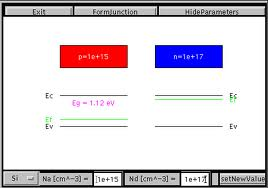 Exit FormJunction HideParameters
p=1e+15 n=1e+17
Ec Ec
Eg = 1.12 eV Ef
Ef
Ev Ev
Si Na [cm^-3] = 1e+15 Nd [cm^-3] = 1e+17 setNewValue